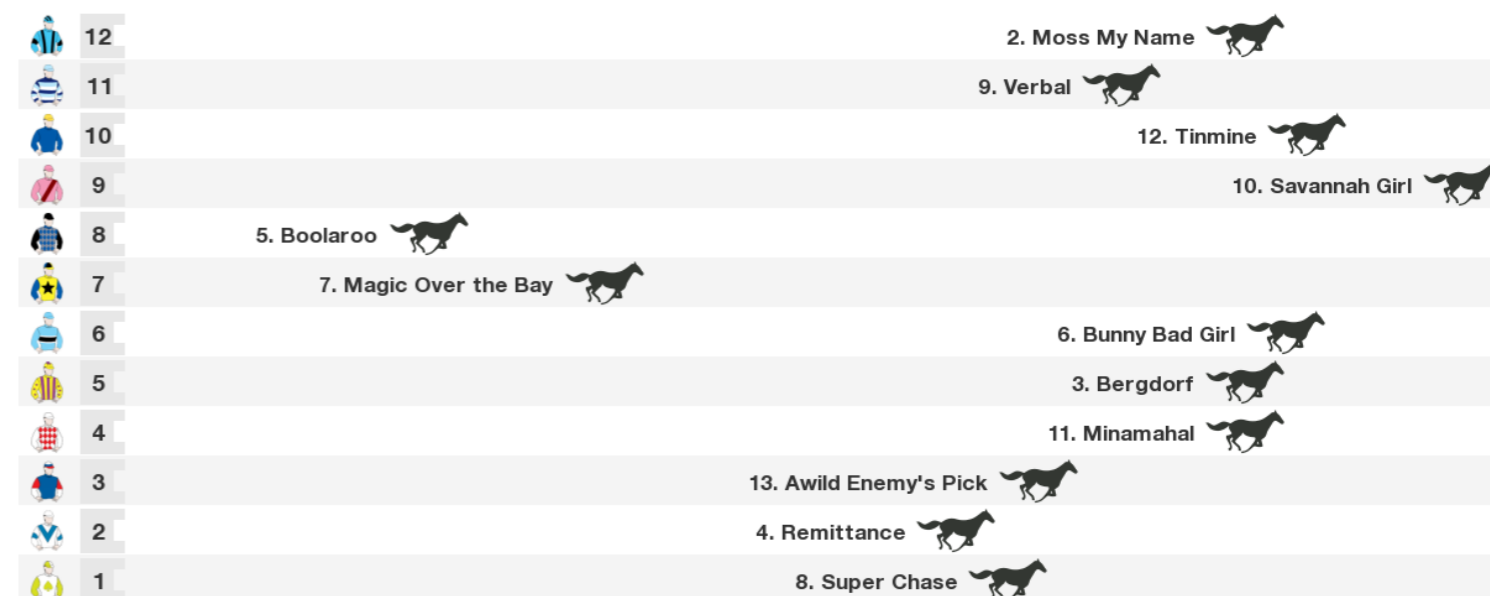 12 2. Moss My Name
11 9. Verbal
10 12. Tinmine
9 10. Savannah Girl
8 5. Boolaroo
7 7. Magic Over the Bay
6 6. Bunny Bad Girl
5 3. Bergdorf
4 11. Minamahal
3 13. Awild Enemy's Pick
2 4. Remittance
1 8. Super Chase